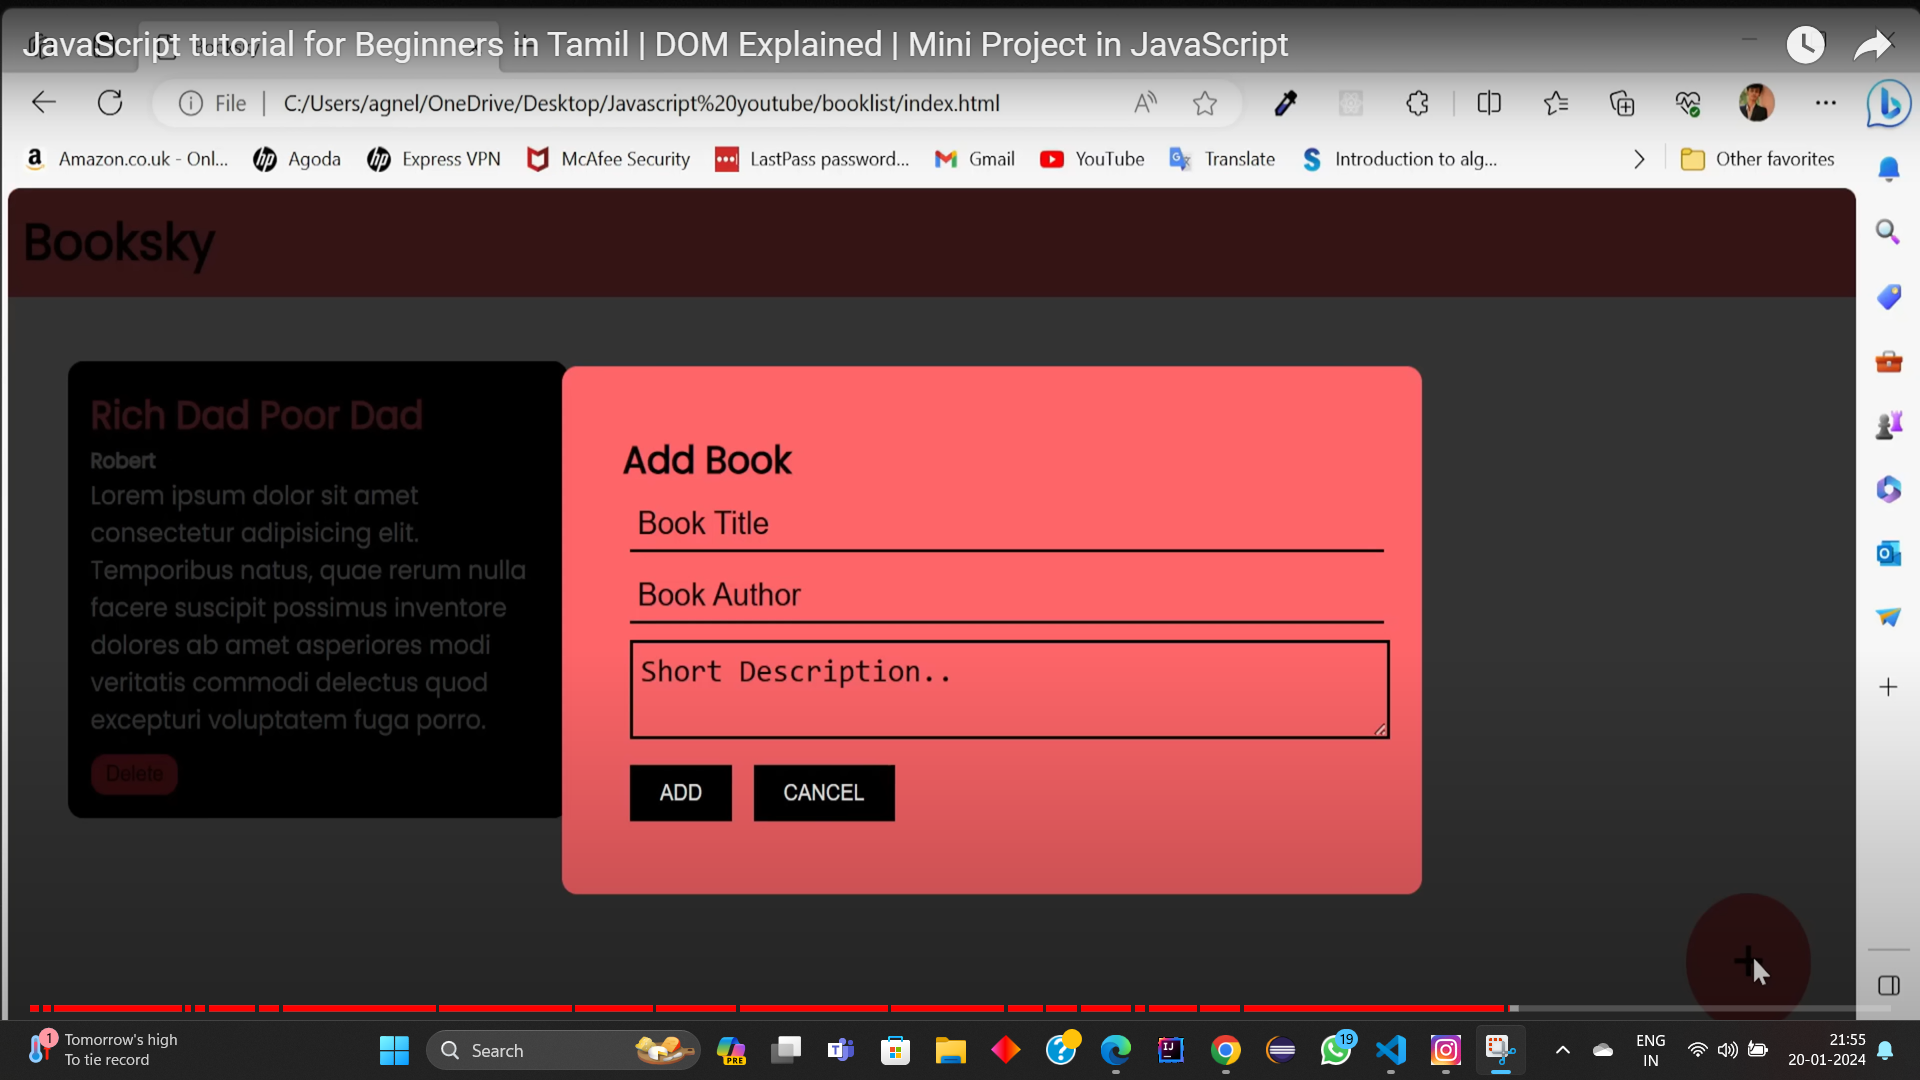 JavaScript tutorial for Beginners in Tamil | DOM Explained | Mini Project in JavaScript
File | C:/Users/agnel/OneDrive/Desktop/Javascript%20youtube/booklist/index.html
Amazon.co.uk - Onl... Agoda Express VPN McAfee Security LastPass password... Gmail YouTube Translate Introduction to alg... Other favorites
Booksky
Rich Dad Poor Dad
Robert
Lorem ipsum dolor sit amet
consectetur adipisicing elit.
Temporibus natus, quae rerum nulla
facere suscipit possimus inventore
dolores ab amet asperiores modi
veritatis commodi delectus quod
excepturi voluptatem fuga porro.
Delete
Add Book
Book Title
Book Author
Short Description..
ADD CANCEL
1 Tomorrow's high
To tie record
Search
PRE
19
ENG
IN
21:55
20-01-2024